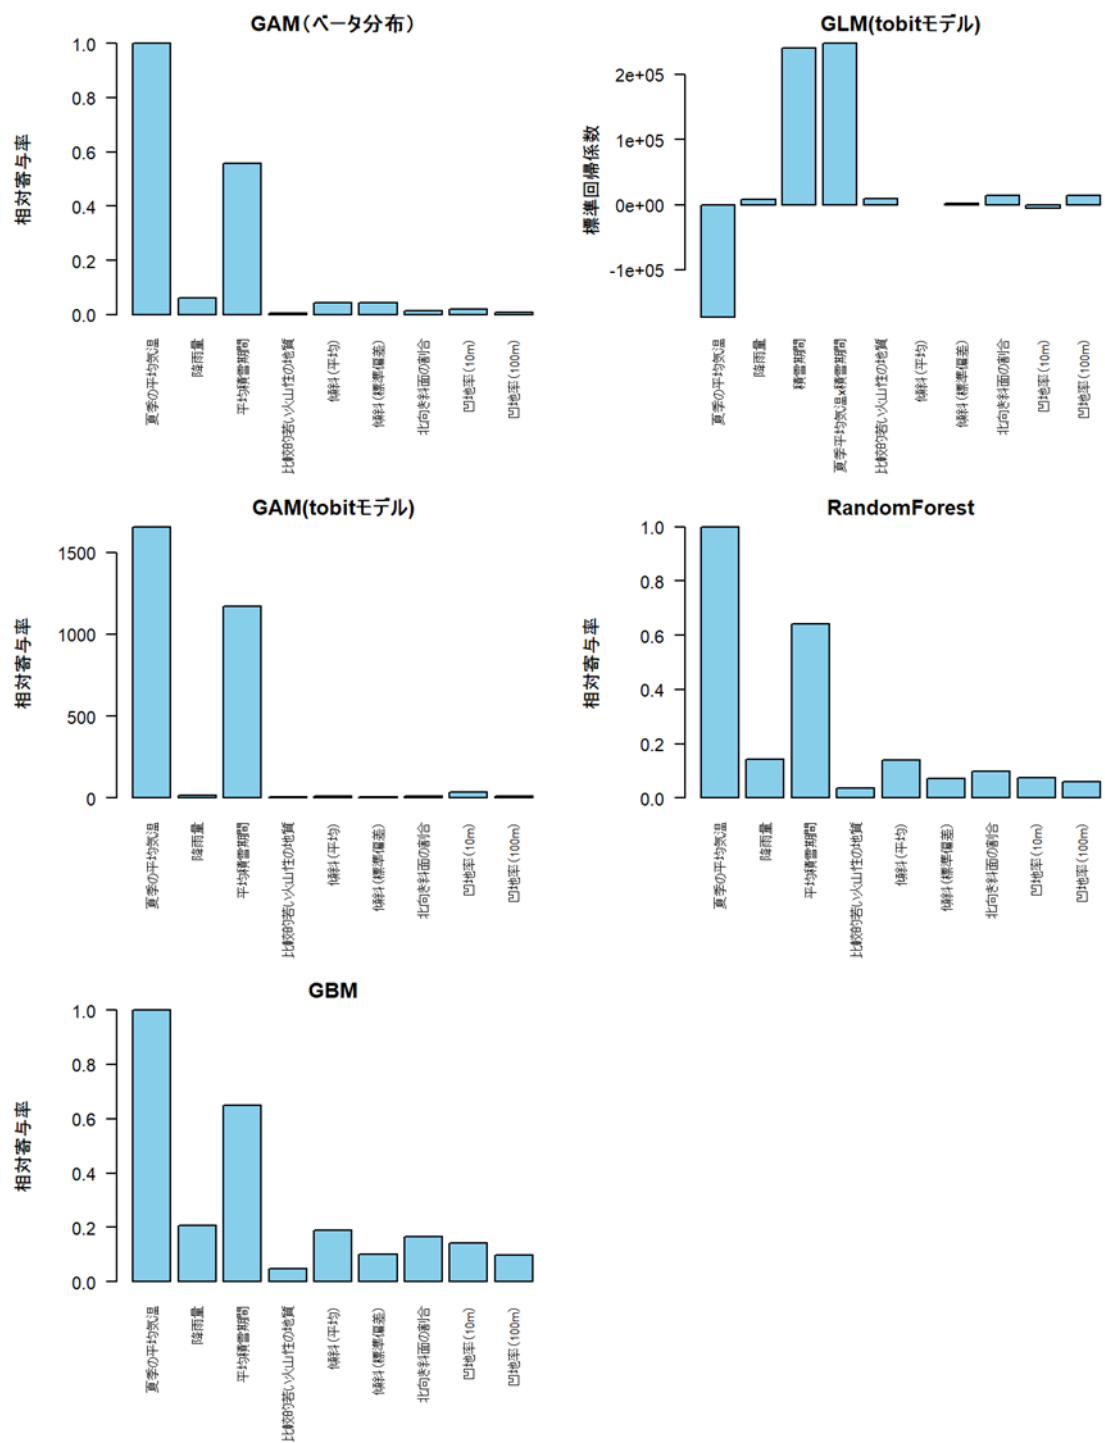 GAM(ベータ分布)
相対寄与率
1.0
0.8
0.6
0.4
0.2
0.0
夏季の平均気温
降雨量
平均積雪期間
比較的若い火山性の地質
傾斜(平均)
傾斜(標準偏差)
北向き斜面の割合
凹地率(10m)
凹地率(100m)
GLM(tobitモデル)
標準回帰係数
2e+05
1e+05
0e+00
-1e+05
夏季の平均気温
降雨量
積雪期間
夏季平均気温x積雪期間
比較的若い火山性の地質
傾斜(平均)
傾斜(標準偏差)
北向き斜面の割合
凹地率(10m)
凹地率(100m)
GAM(tobitモデル)
相対寄与率
1500
1000
500
0
夏季の平均気温
降雨量
平均積雪期間
比較的若い火山性の地質
傾斜(平均)
傾斜(標準偏差)
北向き斜面の割合
凹地率(10m)
凹地率(100m)
RandomForest
相対寄与率
1.0
0.8
0.6
0.4
0.2
0.0
夏季の平均気温
降雨量
平均積雪期間
比較的若い火山性の地質
傾斜(平均)
傾斜(標準偏差)
北向き斜面の割合
凹地率(10m)
凹地率(100m)
GBM
相対寄与率
1.0
0.8
0.6
0.4
0.2
0.0
夏季の平均気温
降雨量
平均積雪期間
比較的若い火山性の地質
傾斜(平均)
傾斜(標準偏差)
北向き斜面の割合
凹地率(10m)
凹地率(100m)